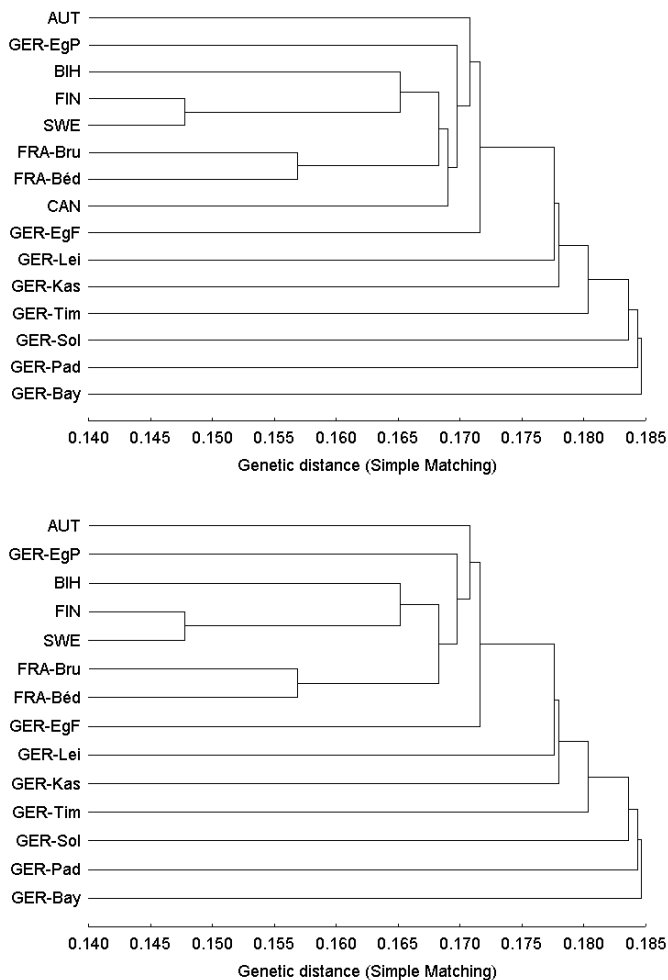 AUT
GER-EgP
BIH
FIN
SWE
FRA-Bru
FRA-Béd
CAN
GER-EgF
GER-Lei
GER-Kas
GER-Tim
GER-Sol
GER-Pad
GER-Bay
0.140 0.145 0.150 0.155 0.160 0.165 0.170 0.175 0.180 0.185
Genetic distance (Simple Matching)
AUT
GER-EgP
BIH
FIN
SWE
FRA-Bru
FRA-Béd
GER-EgF
GER-Lei
GER-Kas
GER-Tim
GER-Sol
GER-Pad
GER-Bay
0.140 0.145 0.150 0.155 0.160 0.165 0.170 0.175 0.180 0.185
Genetic distance (Simple Matching)